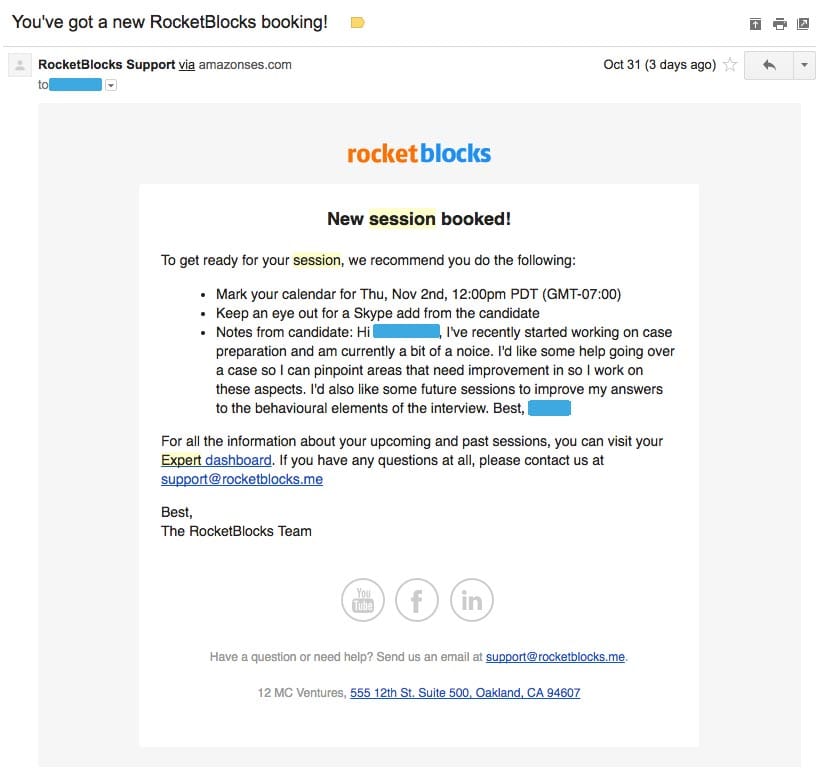 You've got a new RocketBlocks booking!
RocketBlocks Support via amazonses.com
Oct 31 (3 days ago)
to
rocketblocks
New session booked!
To get ready for your session, we recommend you do the following:
• Mark your calendar for Thu, Nov 2nd, 12:00pm PDT (GMT-07:00)
• Keep an eye out for a Skype add from the candidate
• Notes from candidate: Hi , I've recently started working on case
preparation and am currently a bit of a noice. I'd like some help going over
a case so I can pinpoint areas that need improvement in so I work on
these aspects. I'd also like some future sessions to improve my answers
to the behavioural elements of the interview. Best,
For all the information about your upcoming and past sessions, you can visit your
Expert dashboard. If you have any questions at all, please contact us at
support@rocketblocks.me
Best,
The RocketBlocks Team
You
Tube
f
in
Have a question or need help? Send us an email at support@rocketblocks.me.
12 MC Ventures, 555 12th St. Suite 500, Oakland, CA 94607